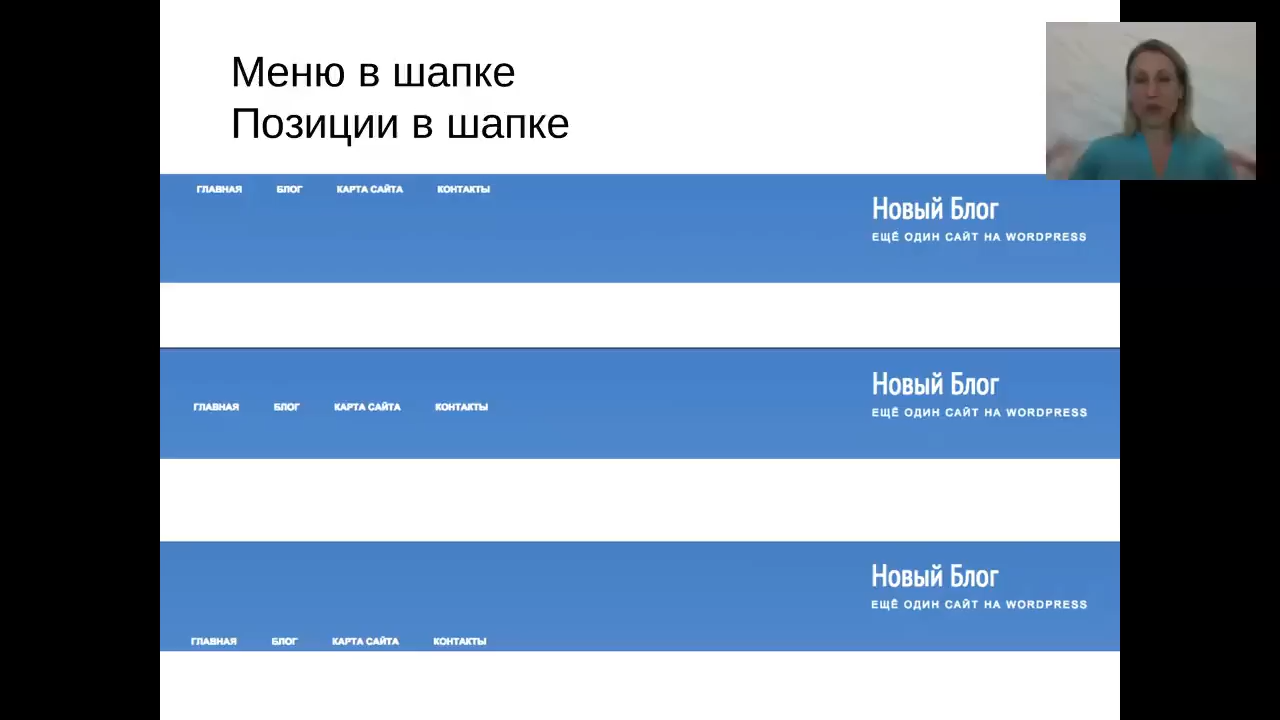 Меню в шапке
Позиции в шапке
ГЛАВНАЯ БЛОГ КАРТА САЙТА КОНТАКТЫ
Новый Блог
ЕЩЁ ОДИН САЙТ НА WORDPRESS
Новый Блог
ГЛАВНАЯ БЛОГ КАРТА САЙТА КОНТАКТЫ
ЕЩЁ ОДИН САЙТ НА WORDPRESS
Новый Блог
ЕЩЁ ОДИН САЙТ НА WORDPRESS
ГЛАВНАЯ БЛОГ КАРТА САЙТА КОНТАКТЫ